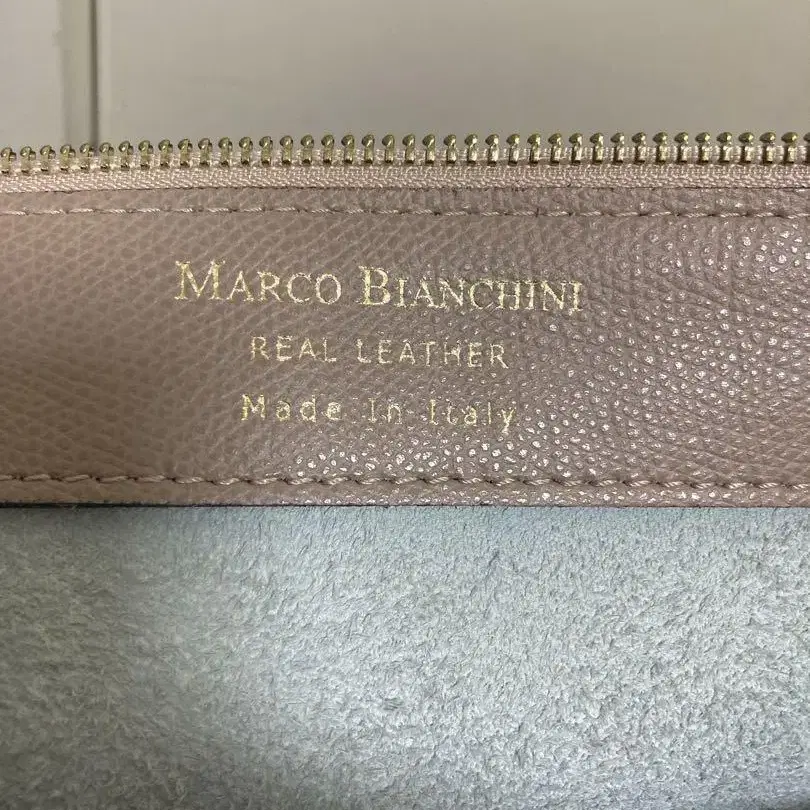 MARCO BIANCHINI
REAL LEATHER
Made In Italy